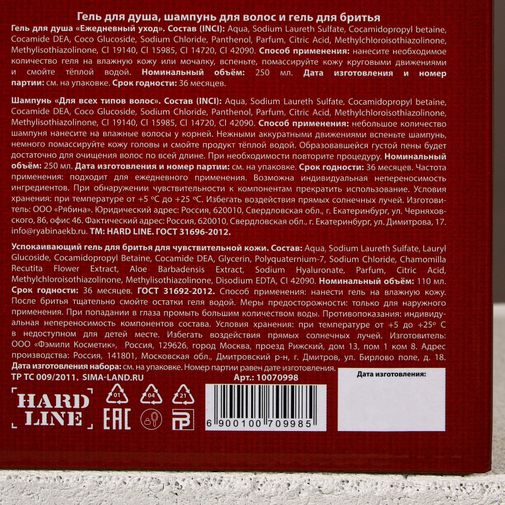 Гель для душа, шампунь для волос и гель для бритья
Гель для душа «Ежедневный уход». Состав (INCI): Aqua, Sodium Laureth Sulfate, Cocamidopropyl betaine,
Cocamide DEA, Coco Glucoside, Sodium Chloride, Panthenol, Parfum, Citric Acid, Methylchloroisothiazolinone,
Methylisothiazolinone, CI 19140, CI 15985, CI 14720, CI 42090. Способ применения: нанесите необходимое
количество геля на влажную кожу или мочалку, вспеньте, помассируйте кожу круговыми движениями
и смойте тёплой водой. Номинальный объём: 250 мл. Дата изготовления и номер
партии: см. на упаковке. Срок годности: 36 месяцев.
Шампунь «Для всех типов волос». Состав (INCI): Aqua, Sodium Laureth Sulfate, Cocamidopropyl betaine,
Cocamide DEA, Coco Glucoside, Sodium Chloride, Panthenol, Parfum, Citric Acid, Methylchloroisothiazolinone,
Methylisothiazolinone, CI 19140, CI 15985, CI 14720, CI 42090. Способ применения: небольшое количество
шампуня нанесите на влажные волосы у корней. Нежными аккуратными движениями вспеньте шампунь,
немного помассируйте кожу головы и смойте продукт тёплой водой. Образовавшейся густой пены будет
достаточно для очищения волос по всей длине. При необходимости повторите процедуру. Номинальный
объём: 250 мл. Дата изготовления и номер партии: см. на упаковке. Срок годности: 36 месяцев. Частота
применения: подходит для ежедневного применения. Возможна индивидуальная непереносимость
ингредиентов. При обнаружении чувствительности к компонентам прекратить использование. Условия
хранения: при температуре от +5 °C до +25 °C. Избегать воздействия прямых солнечных лучей. Изготови-
тель: ООО «Рябина», Юридический адрес: Россия, 620010, Свердловская обл., г. Екатеринбург, ул. Черняхов-
ского, 86, офис 46. Фактический адрес: Россия, 620010, Свердловская обл., г. Екатеринбург, ул. Димитрова, 17.
info@ryabinaekb.ru. TM: HARD LINE. ГОСТ 31696-2012.
Успокаивающий гель для бритья для чувствительной кожи. Состав: Aqua, Sodium Laureth Sulfate, Lauryl
Glucoside, Cocamidopropyl Betaine, Cocamide DEA, Glycerin, Polyquaternium-7, Sodium Chloride, Chamomilla
Recutita Flower Extract, Aloe Barbadensis Extract, Sodium Hyaluronate, Parfum, Citric Acid,
Methylchloroisothiazolinone, Methylisothiazolinone, Disodium EDTA, CI 42090. Номинальный объём: 110 мл.
Срок годности: 36 месяцев. ГОСТ 31692-2012. Способ применения: нанести гель на влажную кожу.
После бритья тщательно смойте остатки геля водой. Меры предосторожности: только для наружного
применения. При попадании в глаза промыть большим количеством воды. Противопоказания: индивиду-
альная непереносимость компонентов состава. Условия хранения: при температуре от +5 до +25° C
в недоступном для детей месте. Избегать воздействия прямых солнечных лучей. Изготовитель:
ООО «Фэмили Косметик», Россия, 129626, город Москва, проезд Рижский, дом 13, пом 1 ком 8. Адрес
производства: Россия, 141801, Московская обл., Дмитровский р-н, г. Дмитров, ул. Бирлово поле, д. 18.
Дата изготовления набора: см. на упаковке. Номер партии равен дате изготовления.
ТР ТС 009/2011. SIMA-LAND.RU Арт.: 10070998
HARD
LINE
01
04
21
EAC
6 900100 709985
Дата изготовления: